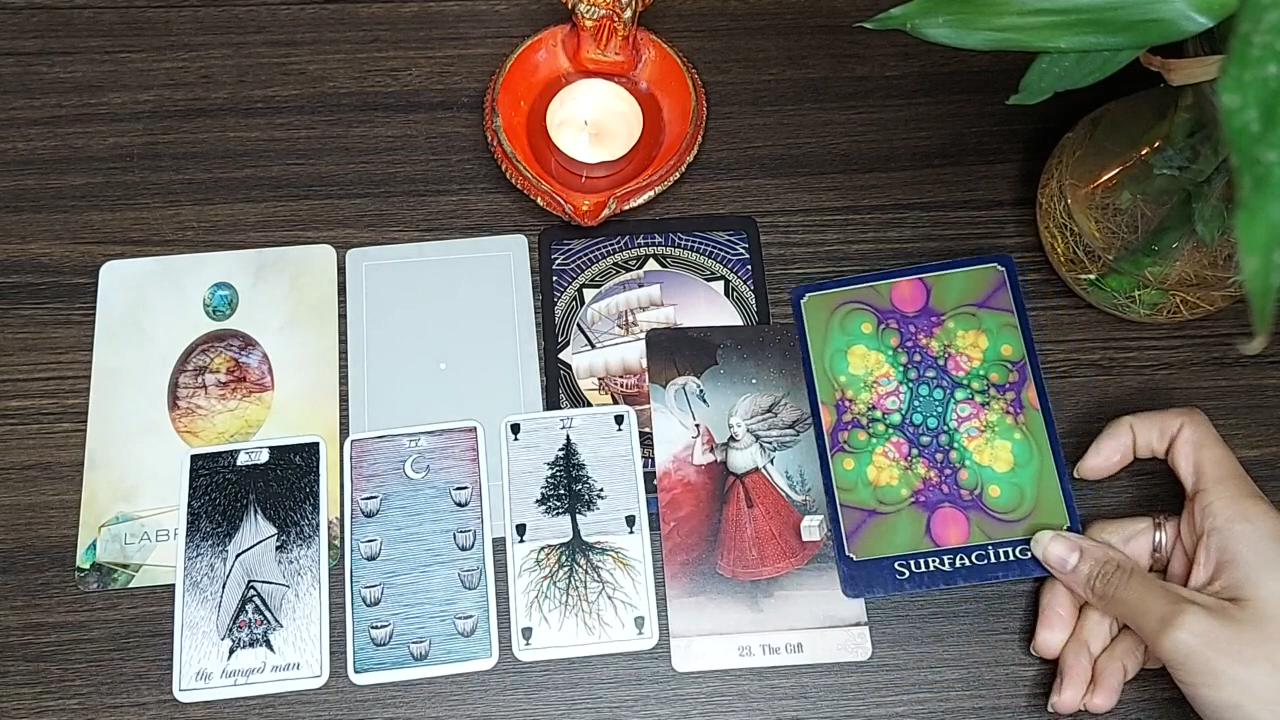 LABR
XII
the hanged man
IX
VI
23. The Gift
SURFACING